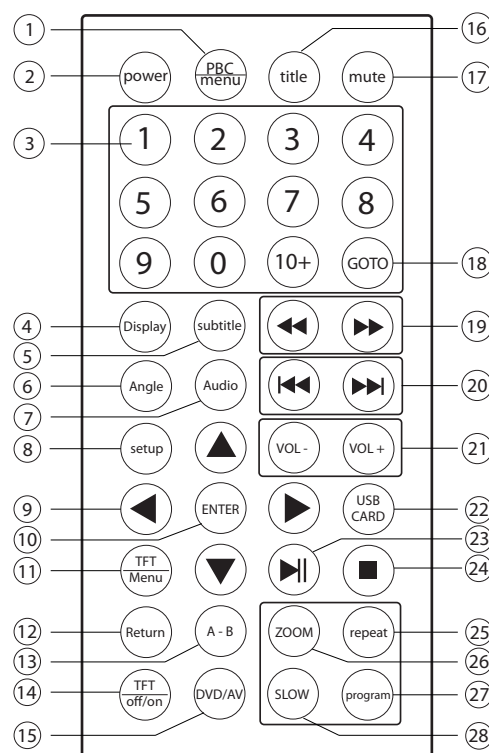 1
16
2
power
PBC
menu
title
mute
17
3
1
2
3
4
5
6
7
8
9
0
10+
GOTO
18
4
Display
subtitle
19
5
6
Angle
Audio
20
7
8
setup
VOL -
VOL +
21
9
ENTER
USB
CARD
22
10
23
11
TFT
Menu
24
12
Return
A - B
ZOOM
repeat
25
13
26
14
TFT
off/on
DVD/AV
SLOW
program
27
15
28